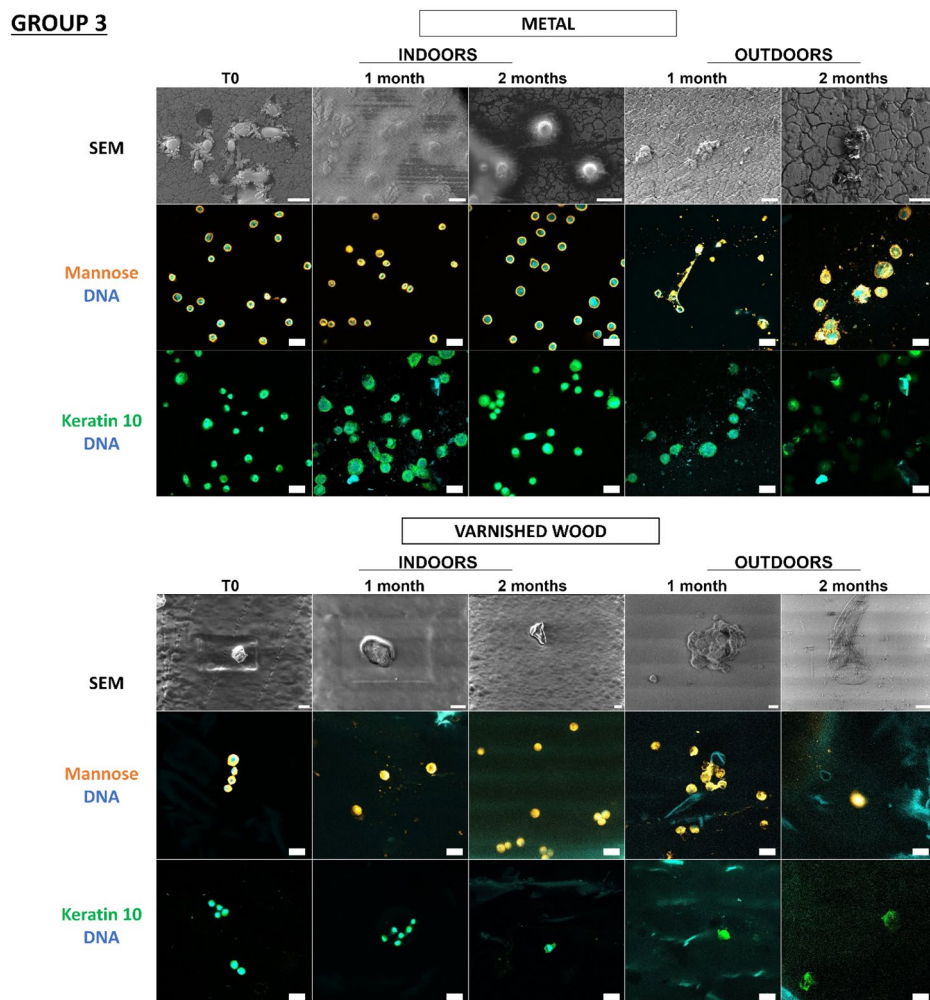 GROUP 3
METAL
INDOORS OUTDOORS
T0 1 month 2 months 1 month 2 months
SEM
Mannose
DNA
Keratin 10
DNA
VARNISHED WOOD
INDOORS OUTDOORS
T0 1 month 2 months 1 month 2 months
SEM
Mannose
DNA
Keratin 10
DNA